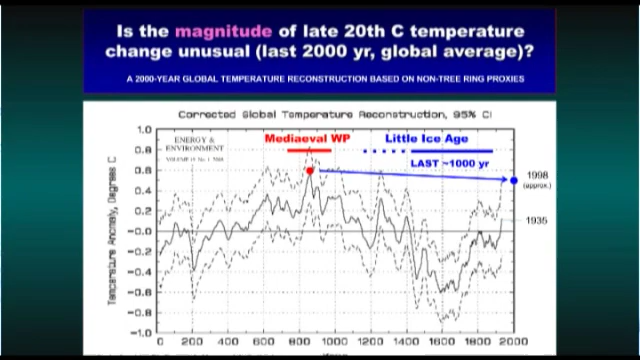 Is the magnitude of late 20th C temperature
change unusual (last 2000 yr, global average)?
A 2000-YEAR GLOBAL TEMPERATURE RECONSTRUCTION BASED ON NON-TREE RING PROXIES
Corrected Global Temperature Reconstruction, 95% CI
ENERGY &
ENVIRONMENT
Mediaeval WP
Little Ice Age
LAST ~1000 yr
1998
(approx.)
1935
Temperature Anomaly, Degrees C
1.0
0.8
0.6
0.4
0.2
-0.0
-0.2
-0.4
-0.6
-0.8
-1.0
0 200 400 600 800 1000 1200 1400 1600 1800 2000